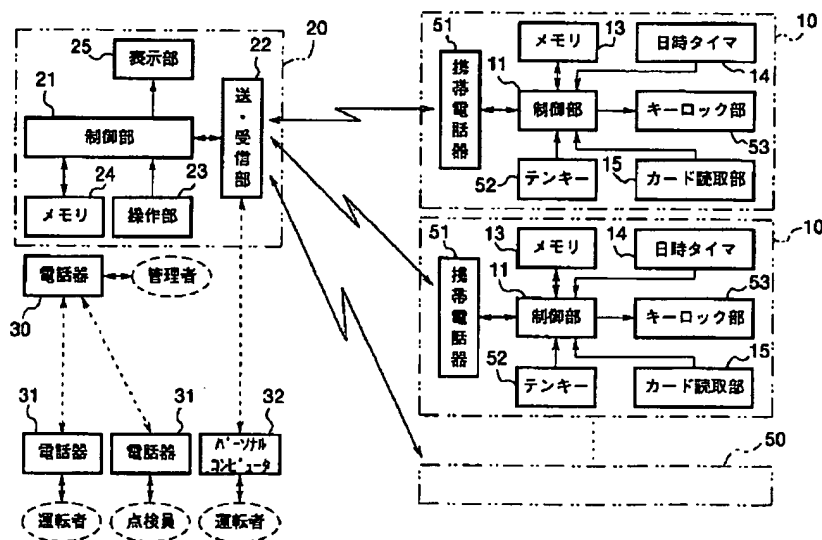 20
25
表示部
22
21
送・受信部
制御部
24
メモリ
23
操作部
電話器
管理者
30
31
電話器
31
電話器
32
パーソナル
コンピュータ
運転者
点検員
運転者
10
51
携帯電話器
メモリ
13
日時タイマ
14
11
制御部
キーロック部
53
52
テンキー
15
カード読取部
10
51
携帯電話器
13
メモリ
14
日時タイマ
11
制御部
53
キーロック部
52
テンキー
15
カード読取部
50